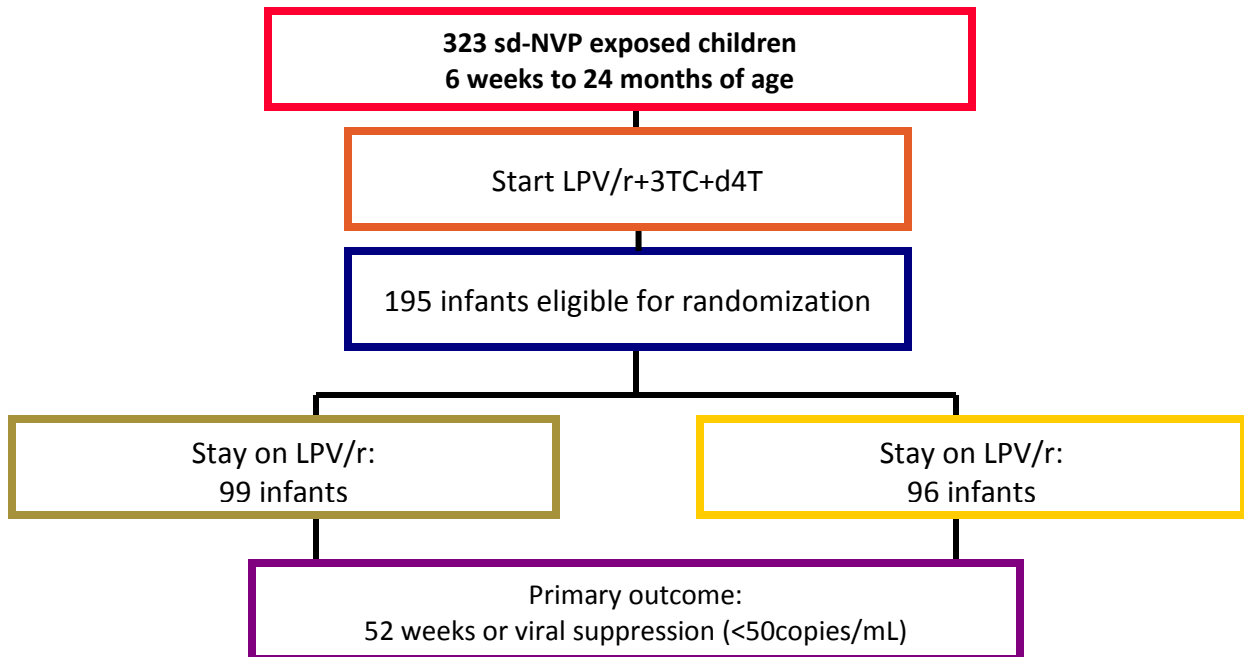 323 sd-NVP exposed children
6 weeks to 24 months of age
Start LPV/r+3TC+d4T
195 infants eligible for randomization
Stay on LPV/r:
99 infants
Stay on LPV/r:
96 infants
Primary outcome:
52 weeks or viral suppression (<50copies/mL)